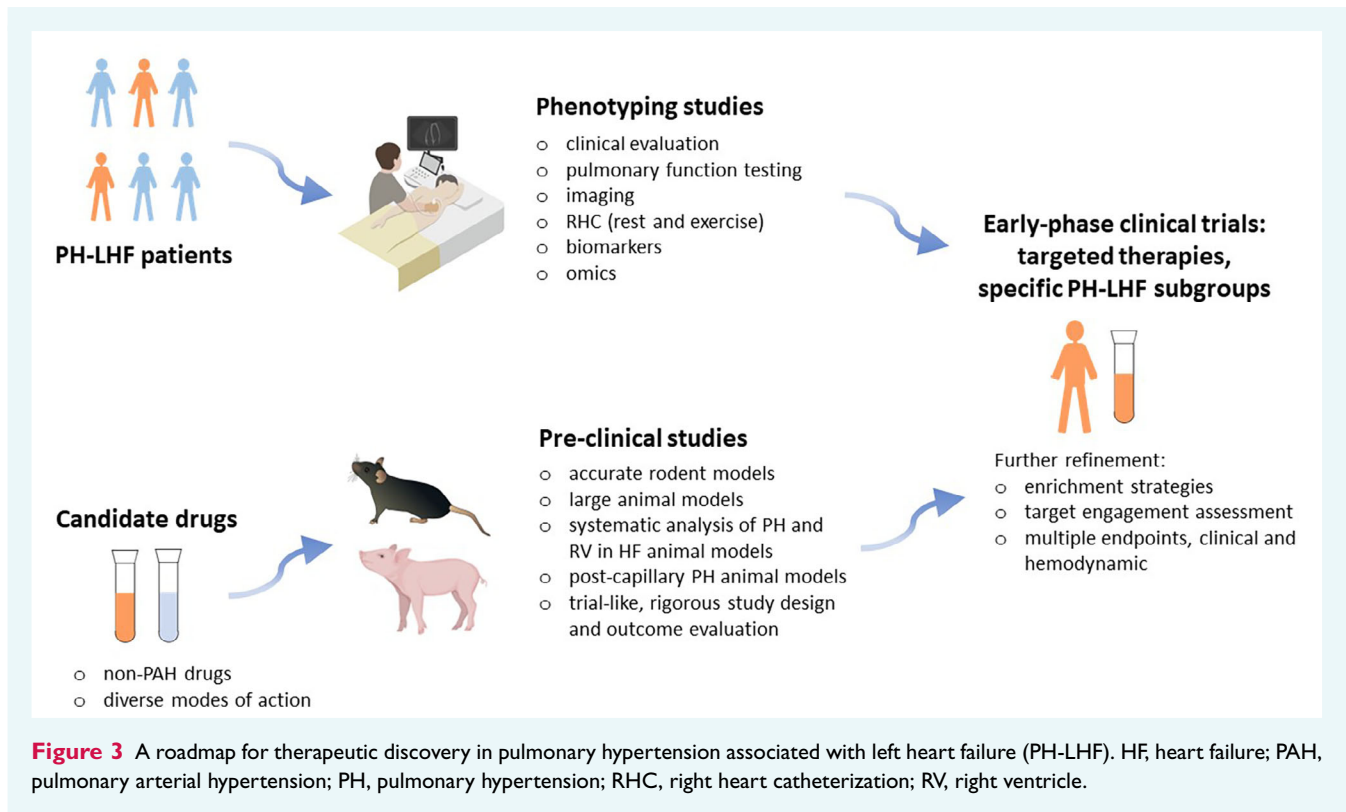 PH-LHF patients
Phenotyping studies
o clinical evaluation
o pulmonary function testing
o imaging
o RHC (rest and exercise)
o biomarkers
o omics
Candidate drugs
o non-PAH drugs
o diverse modes of action
Pre-clinical studies
o accurate rodent models
o large animal models
o systematic analysis of PH and
RV in HF animal models
o post-capillary PH animal models
o trial-like, rigorous study design
and outcome evaluation
Early-phase clinical trials:
targeted therapies,
specific PH-LHF subgroups
Further refinement:
o enrichment strategies
o target engagement assessment
o multiple endpoints, clinical and
hemodynamic
Figure 3 A roadmap for therapeutic discovery in pulmonary hypertension associated with left heart failure (PH-LHF). HF, heart failure; PAH,
pulmonary arterial hypertension; PH, pulmonary hypertension; RHC, right heart catheterization; RV, right ventricle.